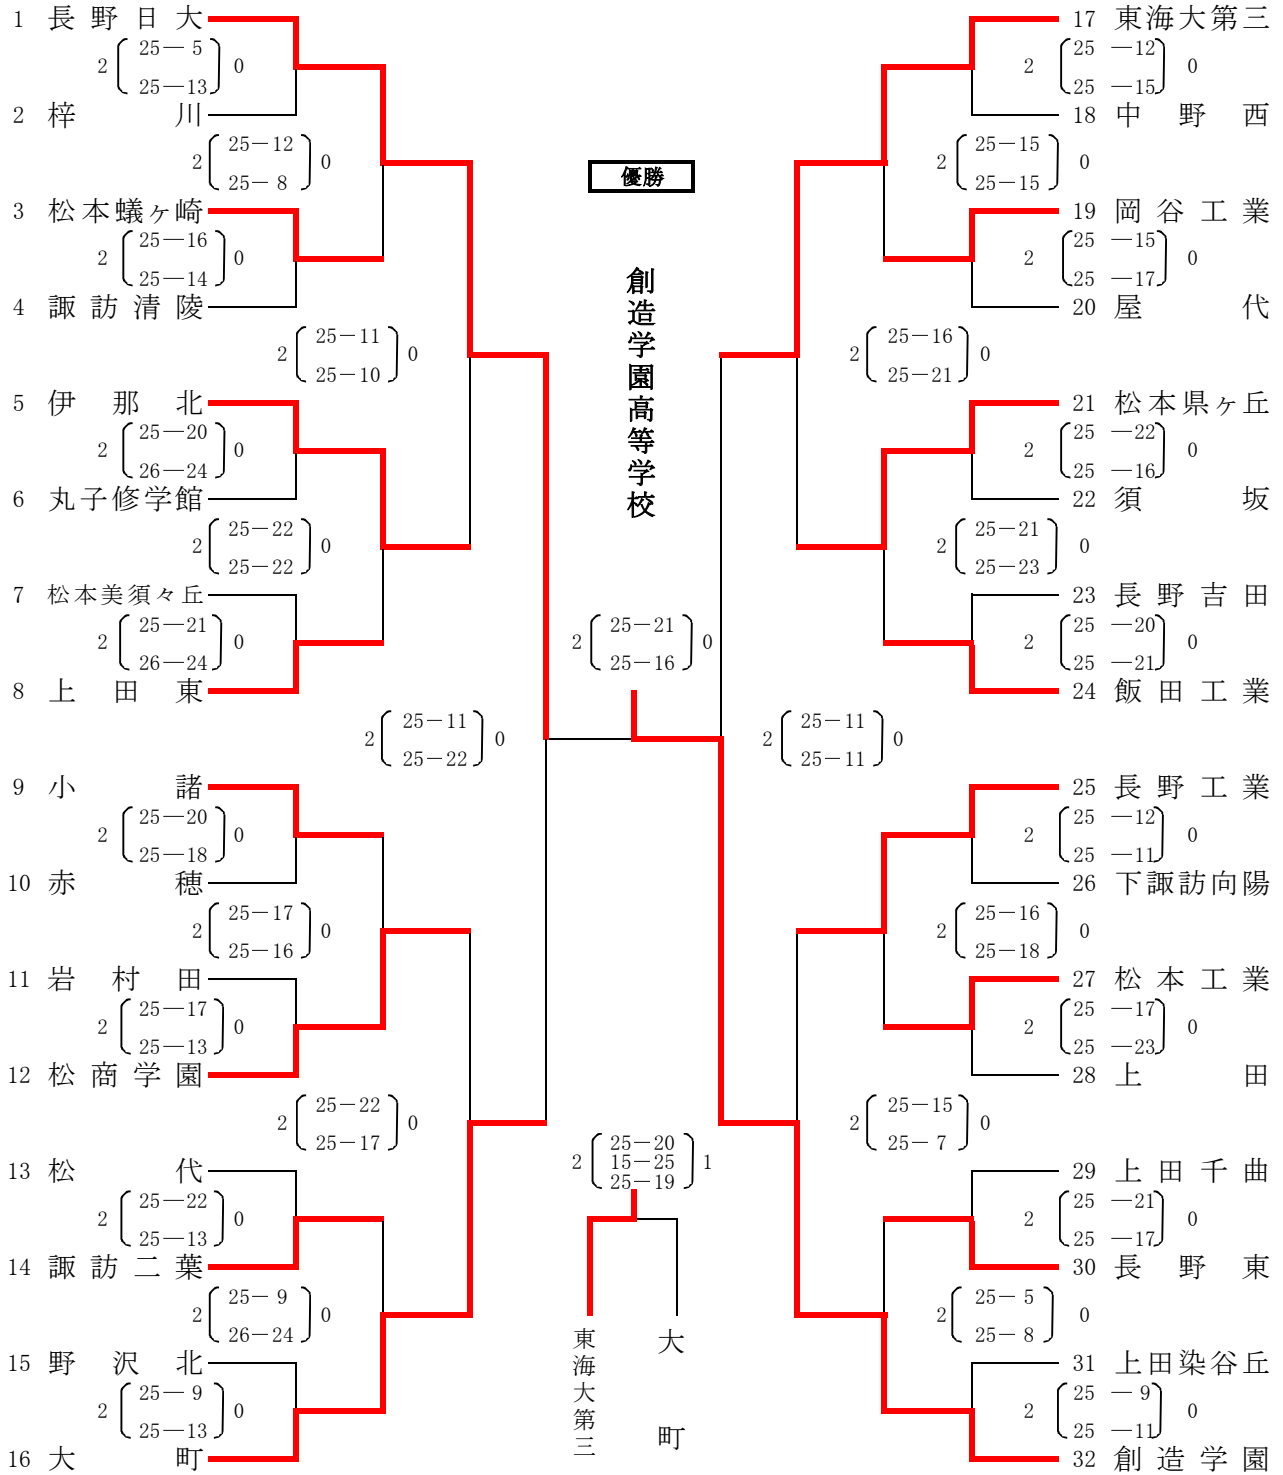 1 長野日大
2 25－5 0
25－13
2 梓川
2 25－12 0
25－8
3 松本蟻ヶ崎
2 25－16 0
25－14
4 諏訪清陵
2 25－11 0
25－10
5 伊那北
2 25－20 0
26－24
6 丸子修学館
2 25－22 0
25－22
7 松本美須々丘
2 25－21 0
26－24
8 上田東
2 25－11 0
25－22
9 小諸
2 25－20 0
25－18
10 赤穂
2 25－17 0
25－16
11 岩村田
2 25－17 0
25－13
12 松商学園
2 25－22 0
25－17
13 松代
2 25－22 0
25－13
14 諏訪二葉
2 25－9 0
26－24
15 野沢北
2 25－9 0
25－13
16 大町
優勝
創造学園高等学校
2 25－21 0
25－16
2 25－20 1
15－25
25－19
東海大第三
大町
17 東海大第三
2 25－12 0
25－15
18 中野西
2 25－15 0
25－15
19 岡谷工業
2 25－15 0
25－17
20 屋代
2 25－16 0
25－21
21 松本県ヶ丘
2 25－22 0
25－16
22 須坂
2 25－21 0
25－23
23 長野吉田
2 25－20 0
25－21
24 飯田工業
2 25－11 0
25－11
25 長野工業
2 25－12 0
25－11
26 下諏訪向陽
2 25－16 0
25－18
27 松本工業
2 25－17 0
25－23
28 上田
2 25－15 0
25－7
29 上田千曲
2 25－21 0
25－17
30 長野東
2 25－5 0
25－8
31 上田染谷丘
2 25－9 0
25－11
32 創造学園